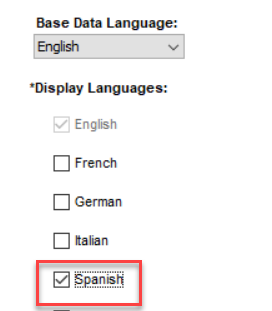 Base Data Language:
English
*Display Languages:
English
French
German
Italian
Spanish